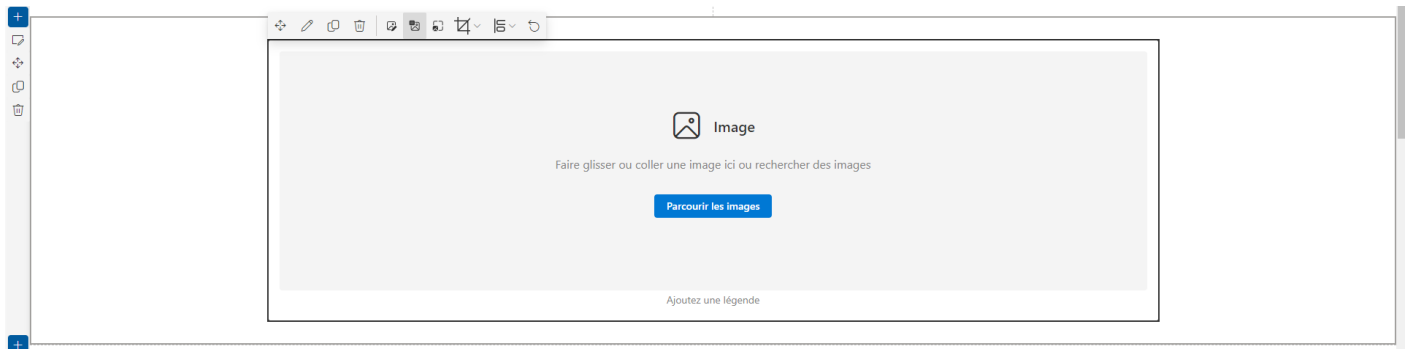 Image
Faire glisser ou coller une image ici ou rechercher des images
Parcourir les images
Ajoutez une légende